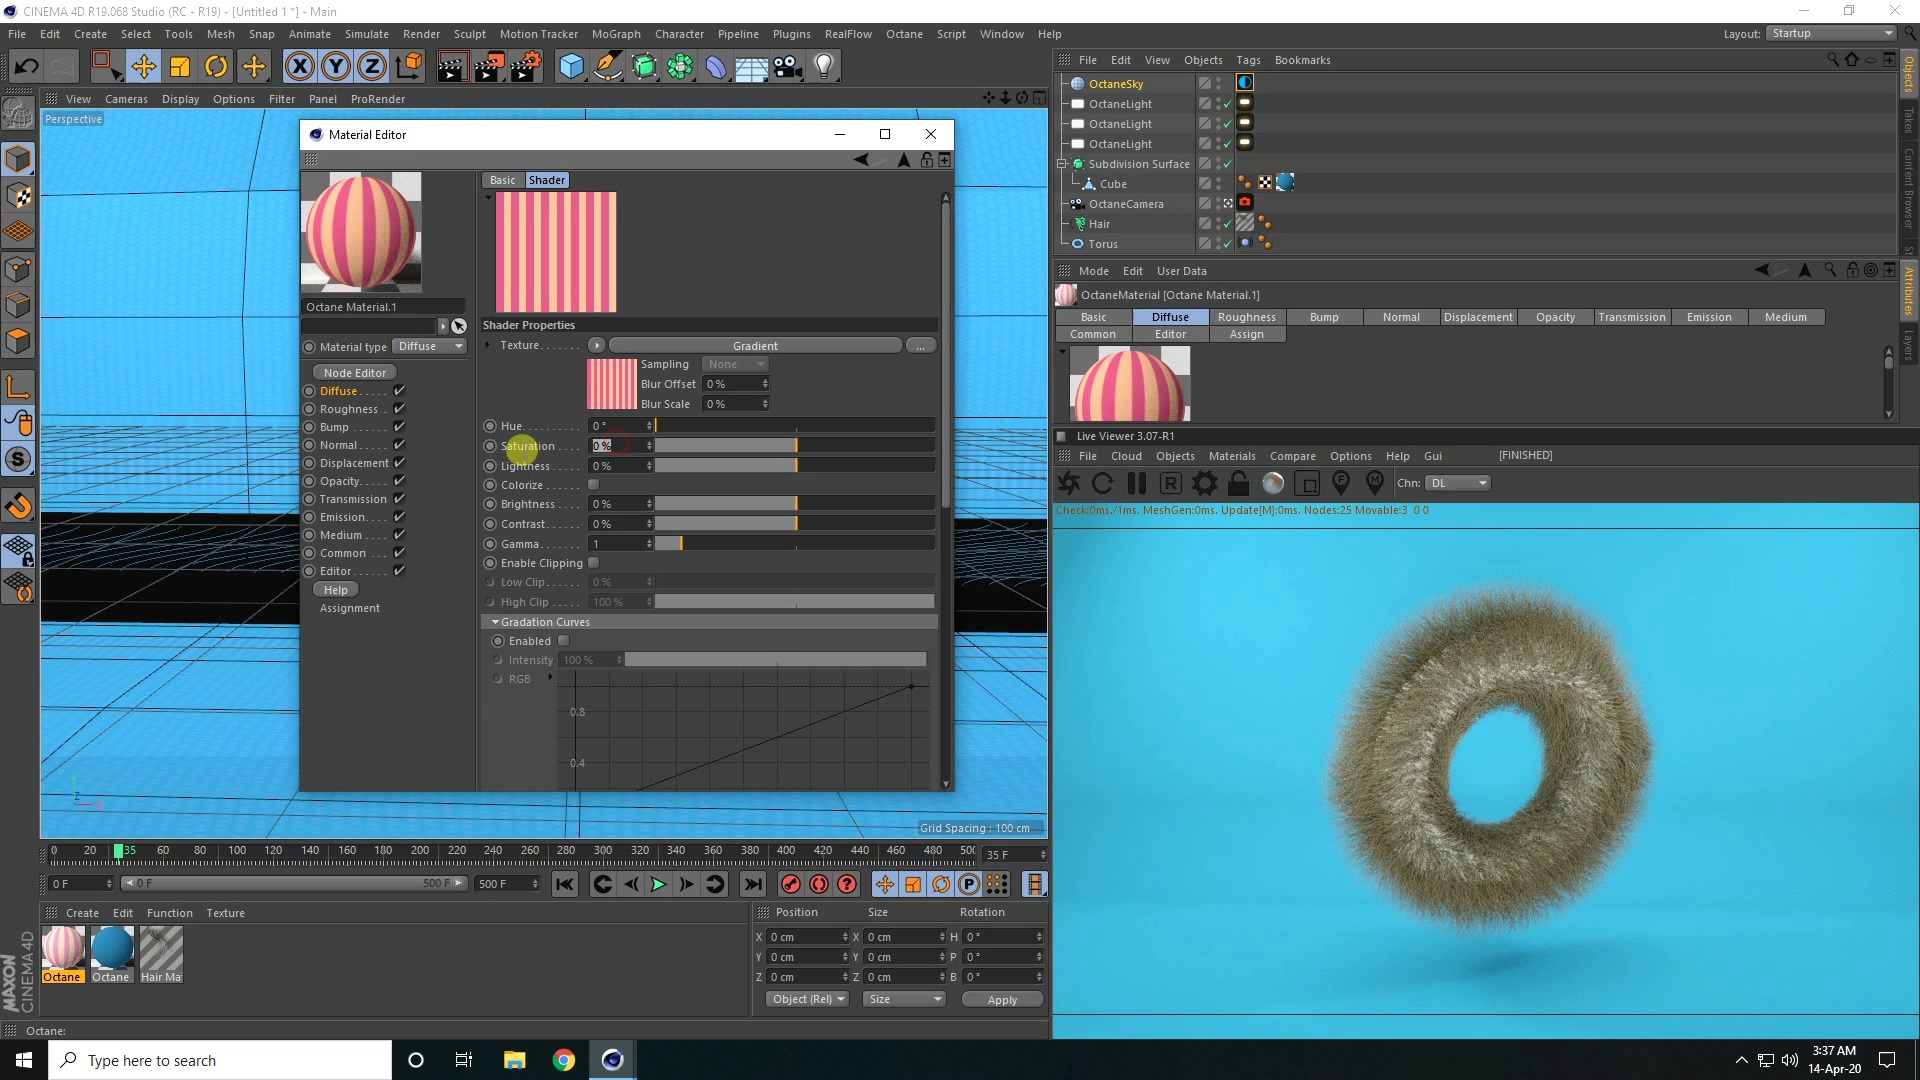 CINEMA 4D R19.068 Studio (RC - R19) - [Untitled 1 *] - Main
File Edit Create Select Tools Mesh Snap Animate Simulate Render Sculpt Motion Tracker MoGraph Character Pipeline Plugins RealFlow Octane Script Window Help
Layout: Startup
View Cameras Display Options Filter Panel ProRender
Perspective
File Edit View Objects Tags Bookmarks
OctaneSky
OctaneLight
OctaneLight
OctaneLight
Subdivision Surface
Cube
OctaneCamera
Hair
Torus
Objects
Takes
Content Browser
Attributes
Layers
Mode Edit User Data
OctaneMaterial [Octane Material.1]
Basic Diffuse Roughness Bump Normal Displacement Opacity Transmission Emission Medium
Common Editor Assign
Live Viewer 3.07-R1
File Cloud Objects Materials Compare Options Help Gui [FINISHED]
Chn: DL
Check:0ms./1ms. MeshGen:0ms. Update[M]:0ms. Nodes:25 Movable:3 0 0
Material Editor
Basic Shader
Octane Material.1
Material type Diffuse
Node Editor
Diffuse
Roughness
Bump
Normal
Displacement
Opacity
Transmission
Emission
Medium
Common
Editor
Help
Assignment
Shader Properties
Texture Gradient ...
Sampling None
Blur Offset 0 %
Blur Scale 0 %
Hue 0 °
Saturation 0 %
Lightness 0 %
Colorize
Brightness 0 %
Contrast 0 %
Gamma 1
Enable Clipping
Low Clip 0 %
High Clip 100 %
Gradation Curves
Enabled
Intensity 100 %
RGB
0.8
0.4
Y
Z
X
Grid Spacing : 100 cm
0 20 35 60 80 100 120 140 160 180 200 220 240 260 280 300 320 340 360 380 400 420 440 460 480 500
35 F
0 F 0 F 500 F 500 F
Create Edit Function Texture
Octane Octane Hair Ma
MAXON CINEMA 4D
Position Size Rotation
X 0 cm X 0 cm H 0 °
Y 0 cm Y 0 cm P 0 °
Z 0 cm Z 0 cm B 0 °
Object (Rel) Size Apply
Octane:
Type here to search
3:37 AM
14-Apr-20